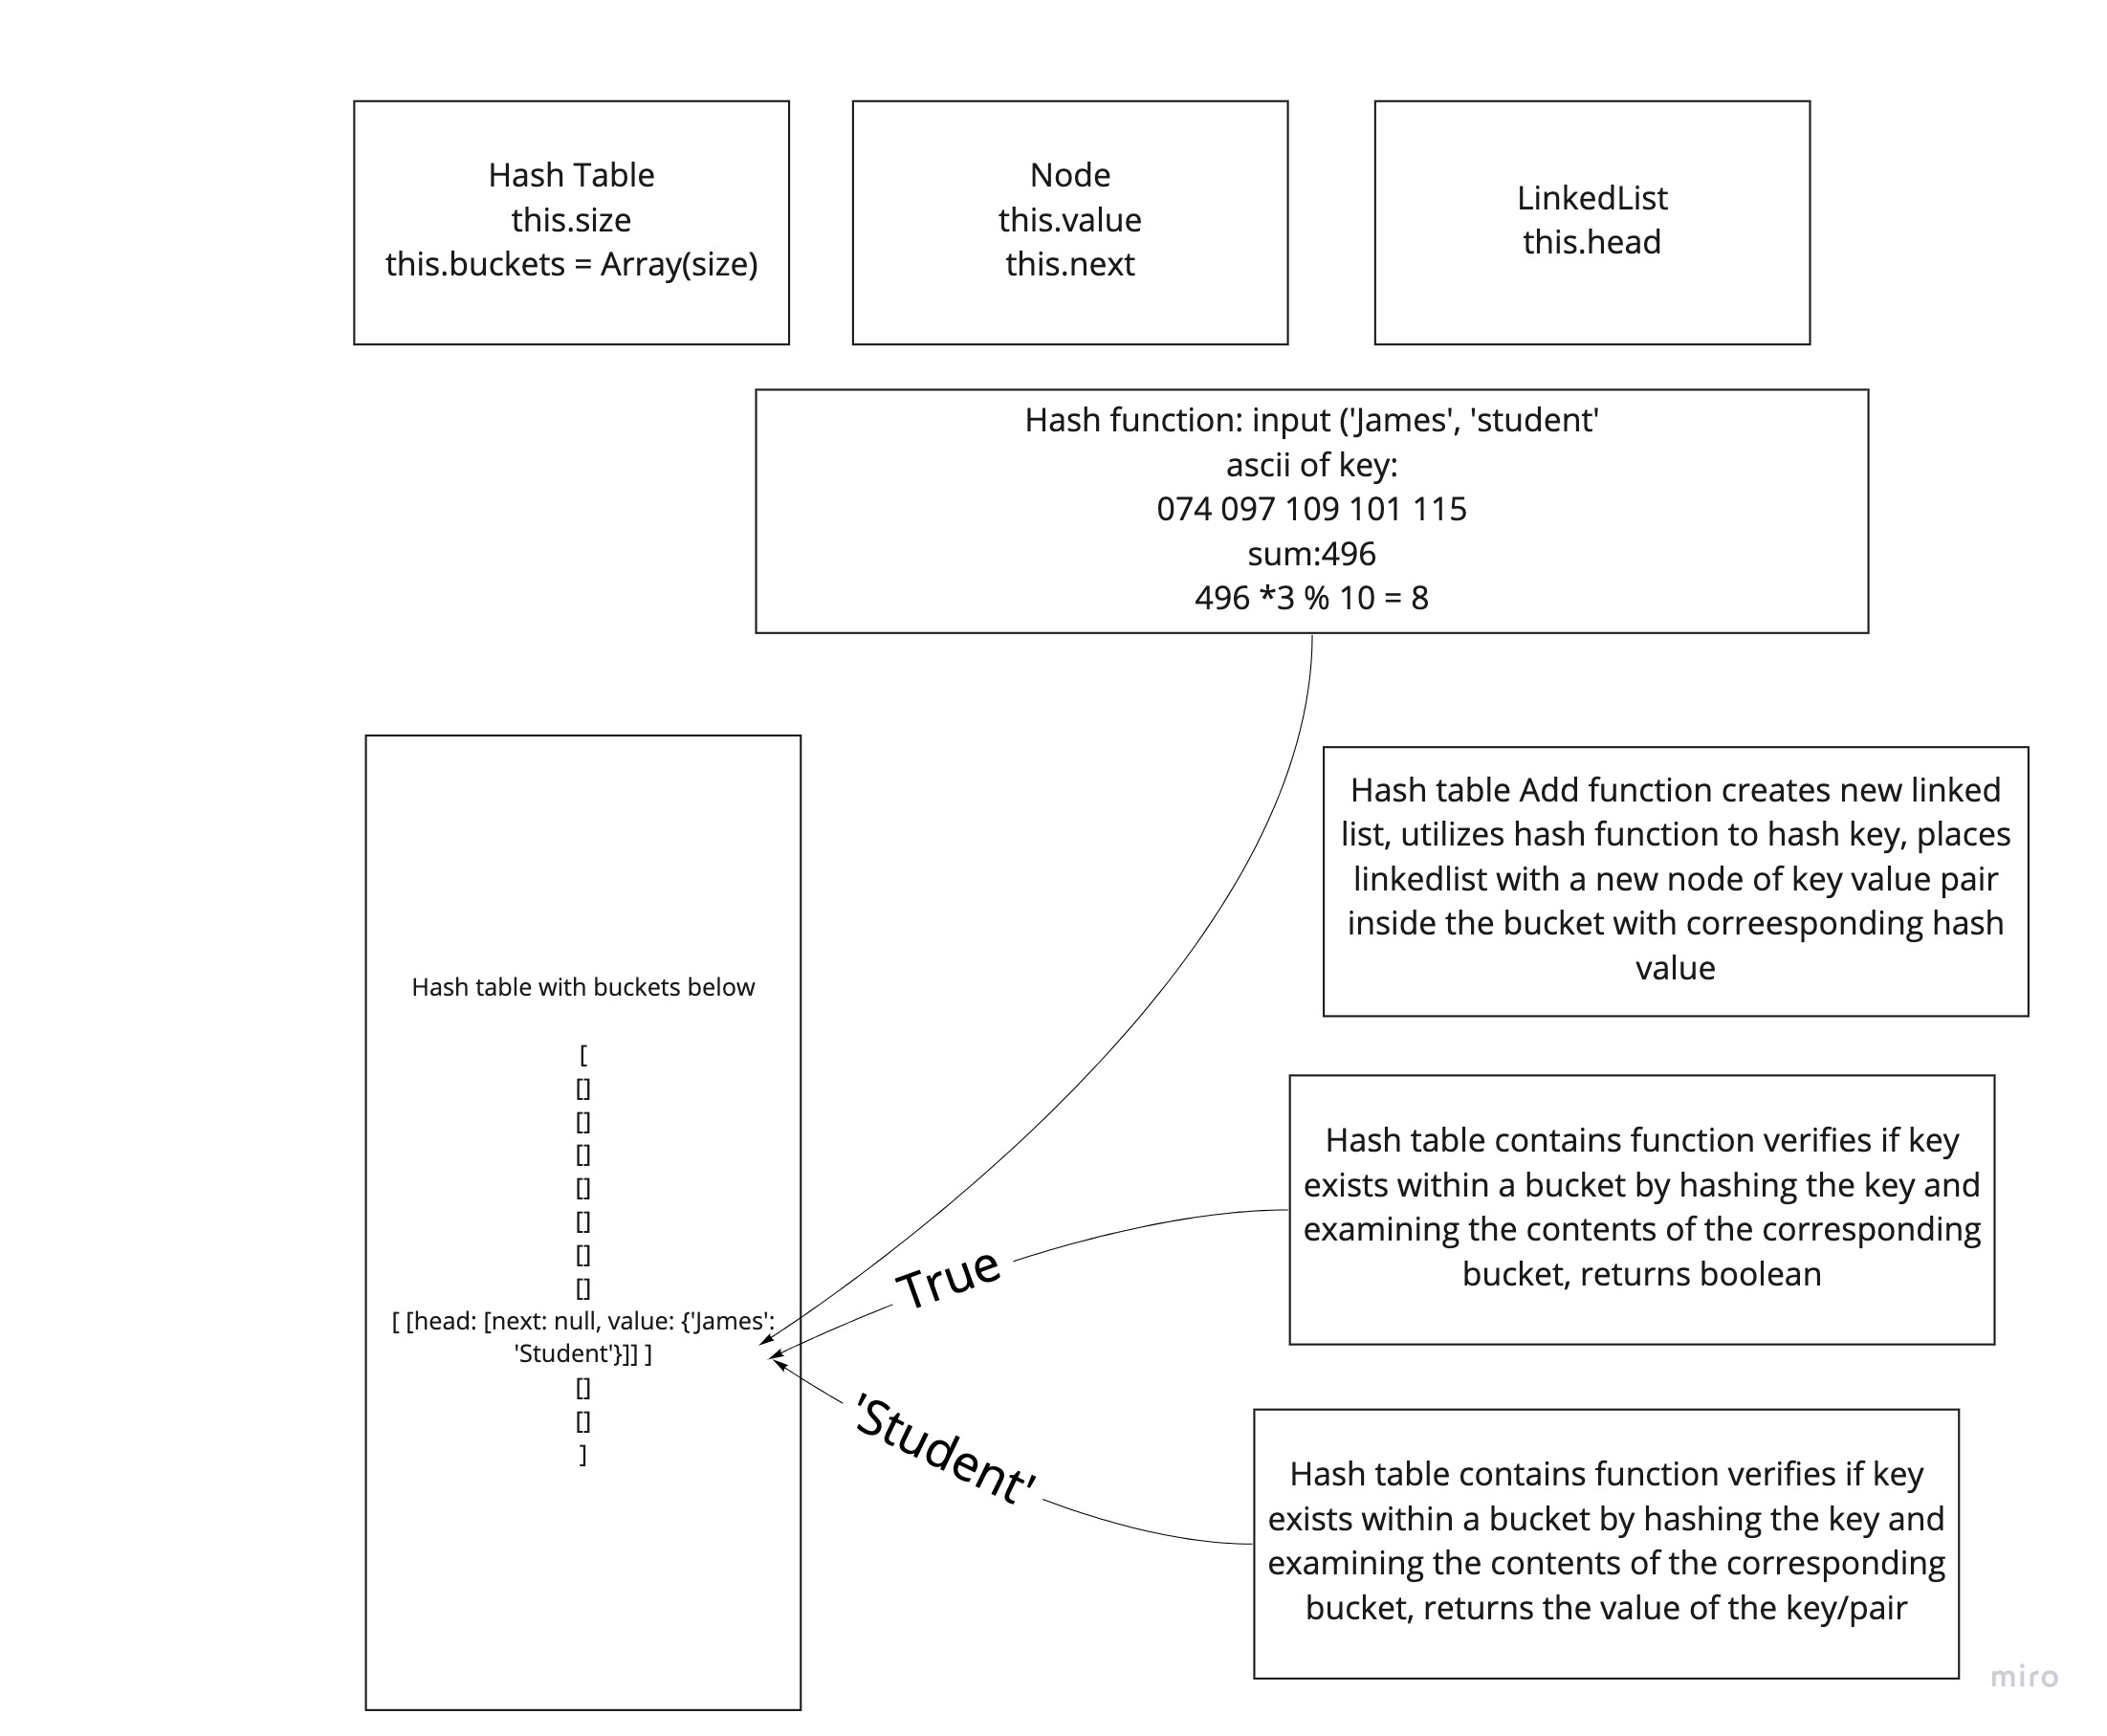 Hash Table
this.size
this.buckets = Array(size)
Node
this.value
this.next
LinkedList
this.head
Hash function: input ('James', 'student'
ascii of key:
074 097 109 101 115
sum:496
496 *3 % 10 = 8
Hash table Add function creates new linked
list, utilizes hash function to hash key, places
linkedlist with a new node of key value pair
inside the bucket with correesponding hash
value
Hash table with buckets below
[
[]
[]
[]
[]
[]
[]
[]
[ [head: [next: null, value: {'James':
'Student'}]] ]
[]
[]
]
Hash table contains function verifies if key
exists within a bucket by hashing the key and
examining the contents of the corresponding
bucket, returns boolean
True
'Student'
Hash table contains function verifies if key
exists within a bucket by hashing the key and
examining the contents of the corresponding
bucket, returns the value of the key/pair
miro